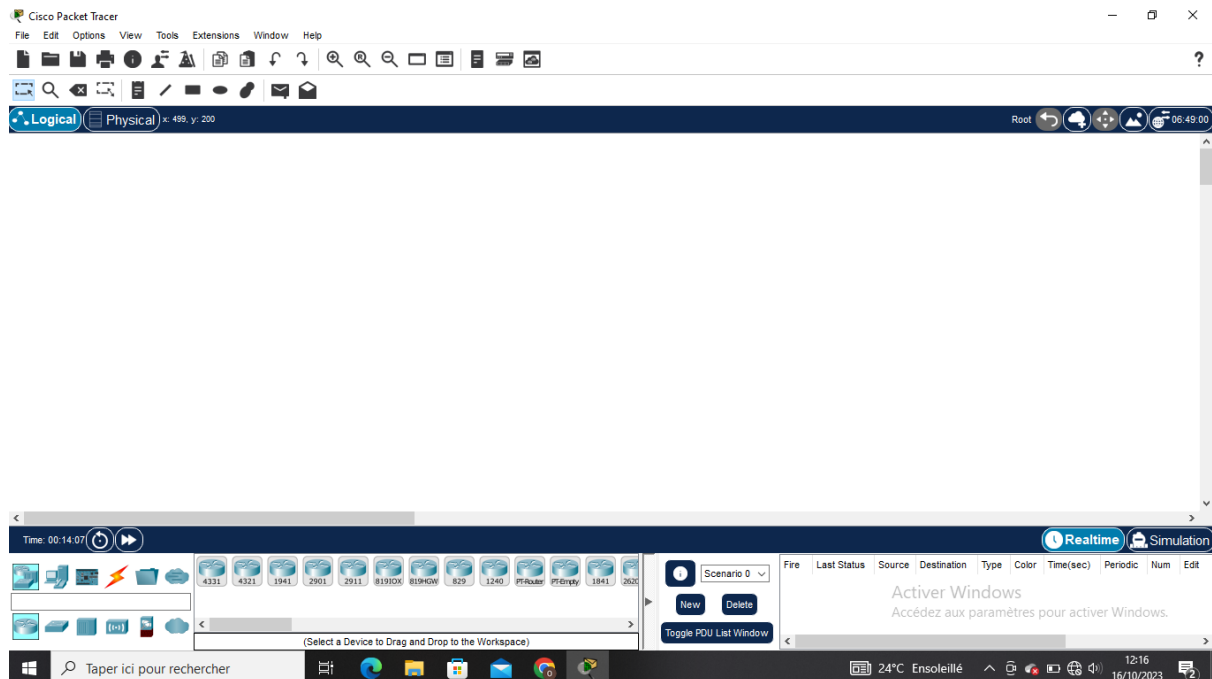 Cisco Packet Tracer
File Edit Options View Tools Extensions Window Help
?
Logical Physical x: 499, y: 200 Root 06:49:00
Time: 00:14:07 Realtime Simulation
4331 4321 1941 2901 2911 819IOX 819HGW 829 1240 PT-Router PT-Empty 1841
(Select a Device to Drag and Drop to the Workspace)
Scenario 0
New Delete
Toggle PDU List Window
Fire Last Status Source Destination Type Color Time(sec) Periodic Num Edit
Activer Windows
Accédez aux paramètres pour activer Windows.
Taper ici pour rechercher 24°C Ensoleillé 12:16
16/10/2023 2